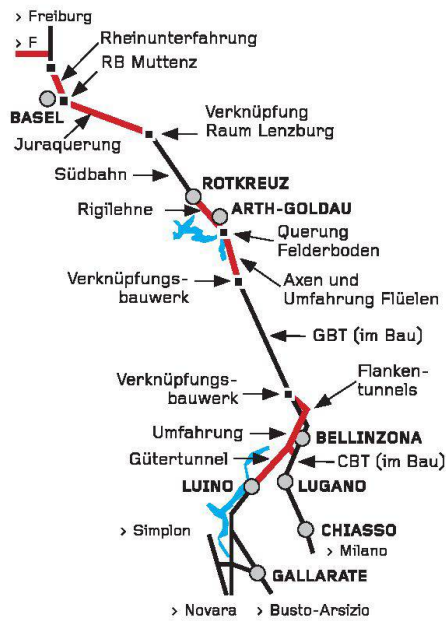 > Freiburg
> F
Rheinunterfahrung
RB Muttenz
BASEL
Juraquerung
Verknüpfung
Raum Lenzburg
Südbahn
ROTKREUZ
Rigilehne
ARTH-GOLDAU
Querung
Felderboden
Verknüpfungs-
bauwerk
Axen und
Umfahrung Flüelen
GBT (im Bau)
Flanken-
tunnels
Verknüpfungs-
bauwerk
Umfahrung
BELLINZONA
Gütertunnel
CBT (im Bau)
LUINO
LUGANO
> Simplon
CHIASSO
> Milano
GALLARATE
> Novara
> Busto-Arsizio